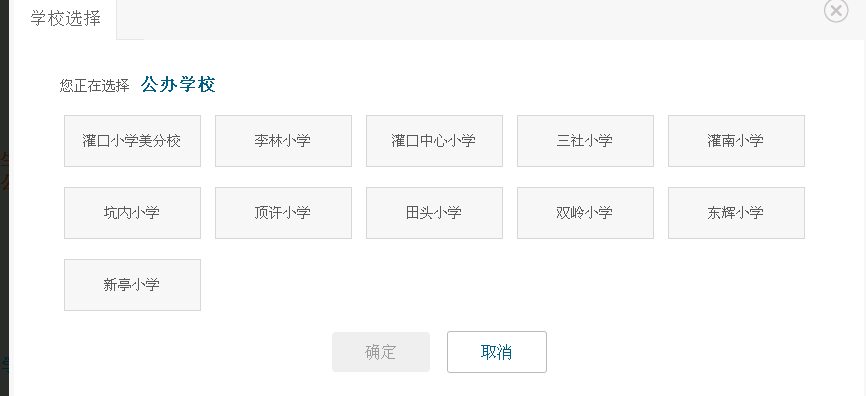 学校选择
您正在选择 公办学校
灌口小学美分校 李林小学 灌口中心小学 三社小学 灌南小学
坑内小学 顶许小学 田头小学 双岭小学 东辉小学
新亭小学
确定 取消